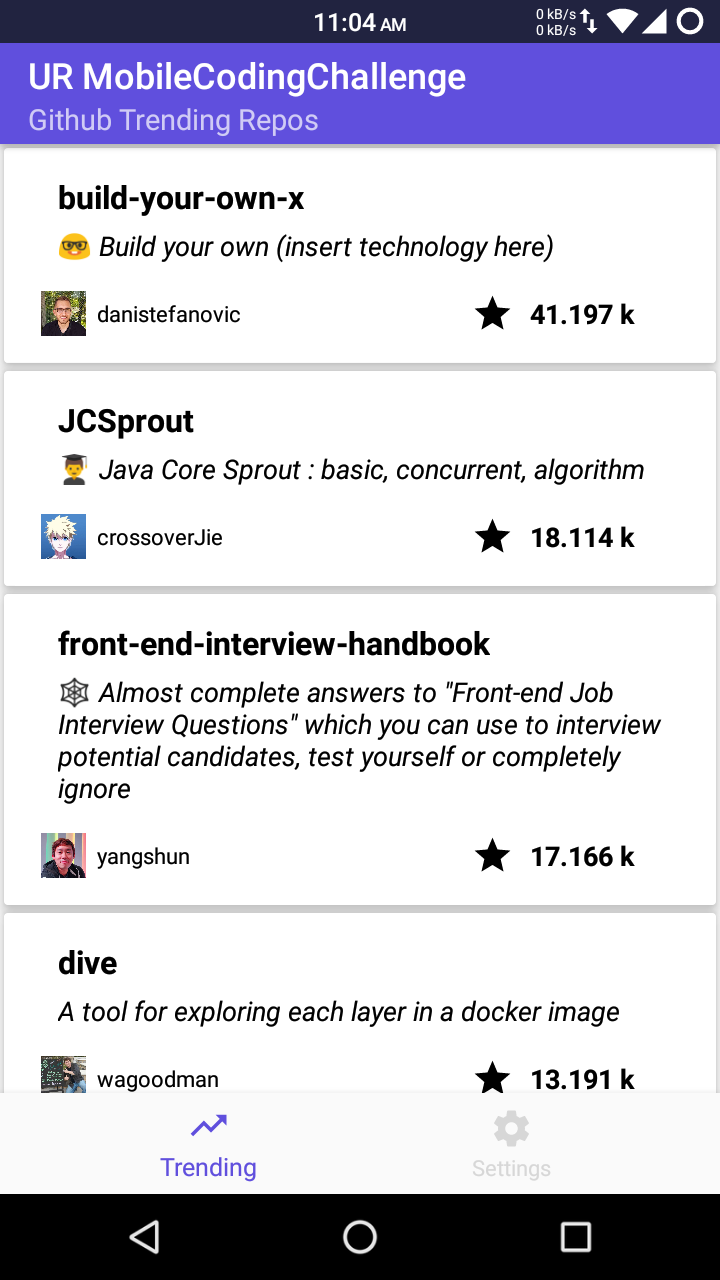 11:04 AM
0 kB/s
0 kB/s
UR MobileCodingChallenge
Github Trending Repos
build-your-own-x
🤓 Build your own (insert technology here)
danistefanovic
★ 41.197 k
JCSprout
👨‍🎓 Java Core Sprout : basic, concurrent, algorithm
crossoverJie
★ 18.114 k
front-end-interview-handbook
🕸 Almost complete answers to "Front-end Job
Interview Questions" which you can use to interview
potential candidates, test yourself or completely
ignore
yangshun
★ 17.166 k
dive
A tool for exploring each layer in a docker image
wagoodman
★ 13.191 k
Trending
Settings